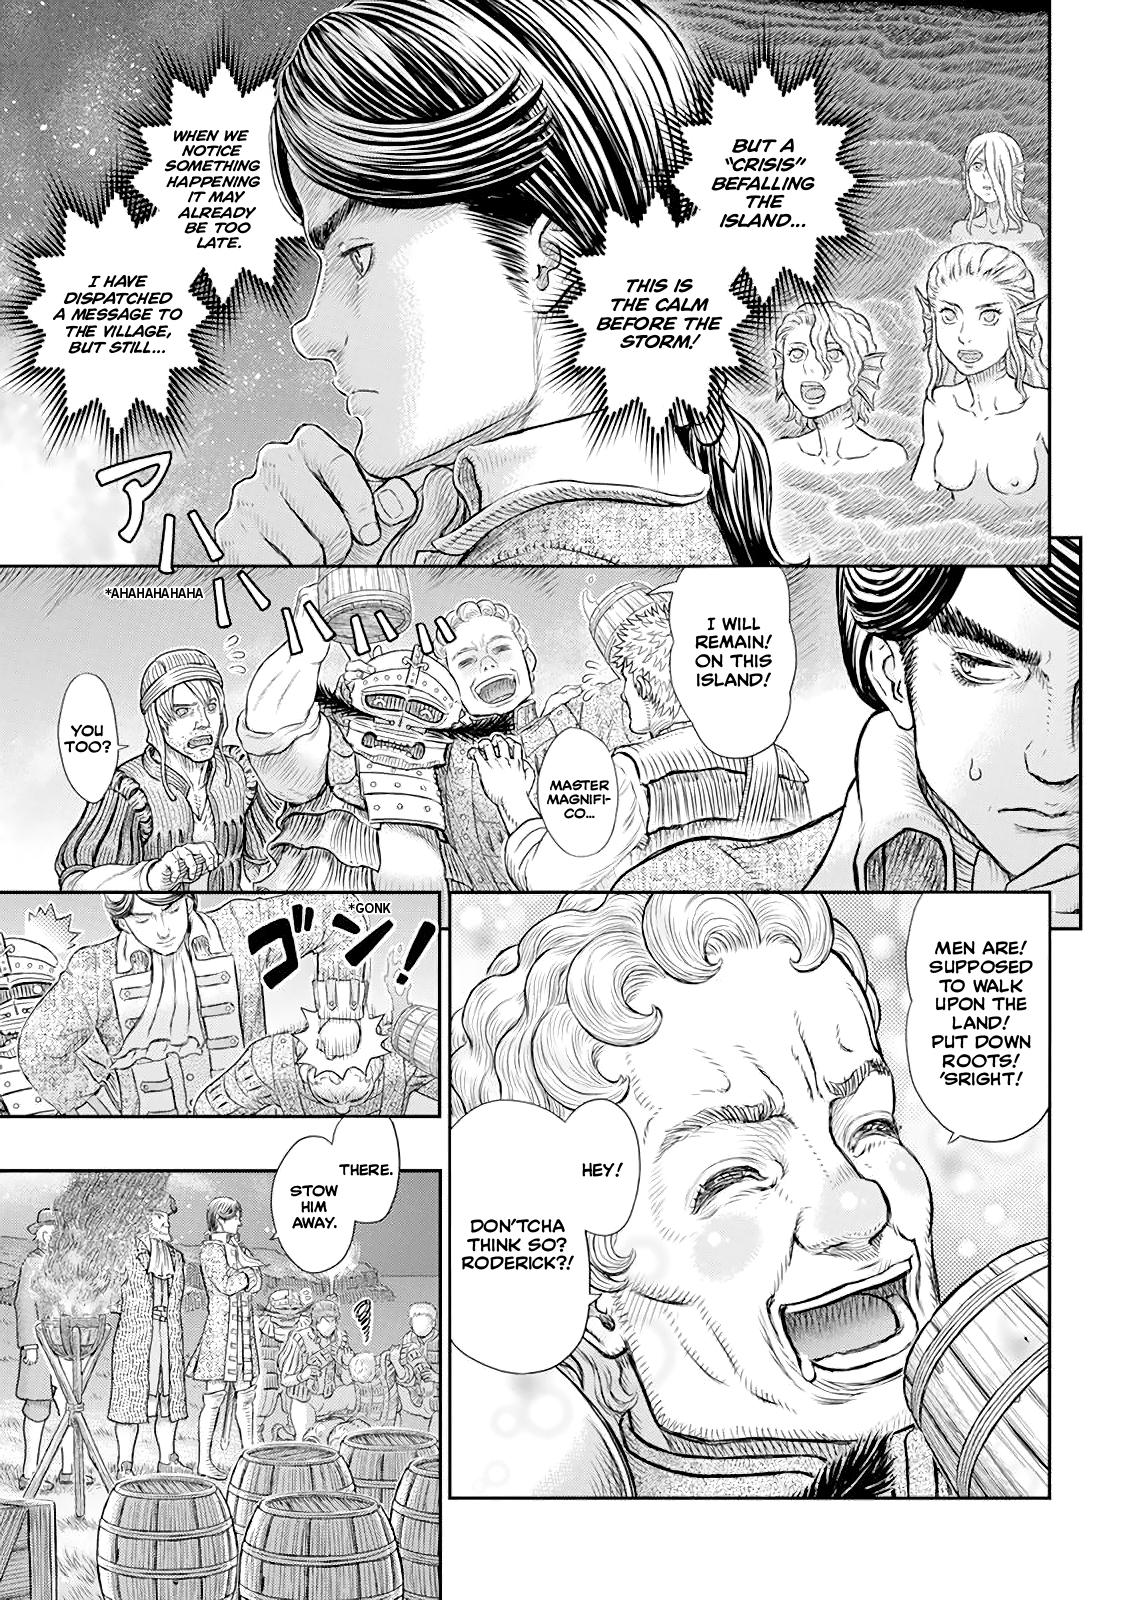 BUT A
"CRISIS"
BEFALLING
THE
ISLAND...
THIS IS
THE CALM
BEFORE THE
STORM!
WHEN WE
NOTICE
SOMETHING
HAPPENING
IT MAY
ALREADY
BE TOO
LATE.
I HAVE
DISPATCHED
A MESSAGE TO
THE VILLAGE,
BUT STILL...
アハハハハハ
*AHAHAHAHAHA
I WILL
REMAIN!
ON THIS
ISLAND!
MASTER
MAGNIFI-
CO...
YOU
TOO?
MEN ARE!
SUPPOSED
TO WALK
UPON THE
LAND!
PUT DOWN
ROOTS!
'SRIGHT!
HEY!
DON'TCHA
THINK SO?
RODERICK?!
*GONK
ゴン!
THERE.
STOW
HIM
AWAY.